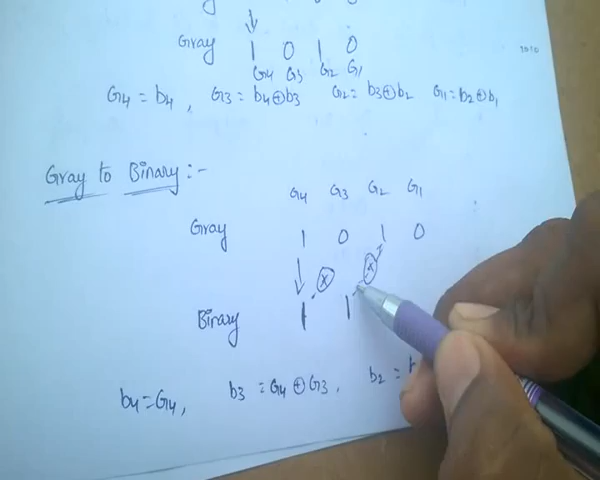 Gray 1 0 1 0
G4 G3 G2 G1
G4 = b4, G3 = b4⊕b3 G2 = b3⊕b2 G1 = b2⊕b1
Gray to Binary:-
G4 G3 G2 G1
Gray 1 0 1 0
Binary 1 1
b4=G4, b3 = G4⊕G3, b2 =